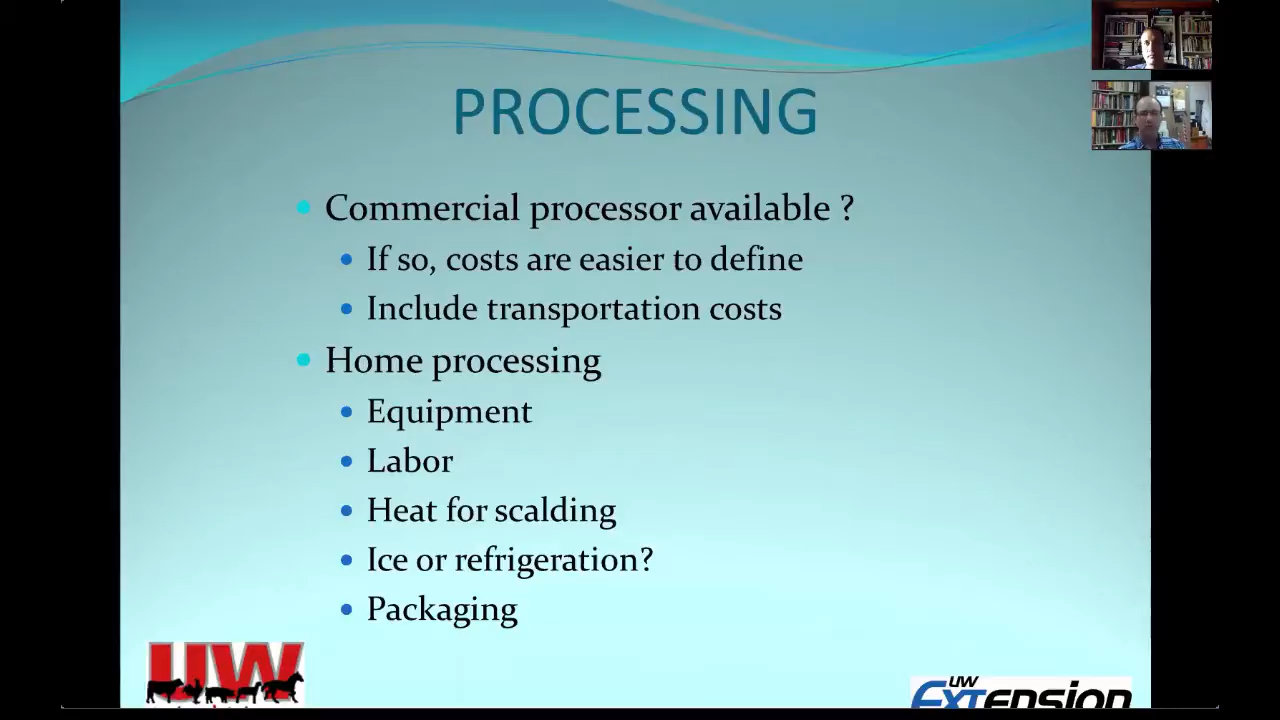 PROCESSING
Commercial processor available ?
If so, costs are easier to define
Include transportation costs
Home processing
Equipment
Labor
Heat for scalding
Ice or refrigeration?
Packaging
UW
UW
Extension